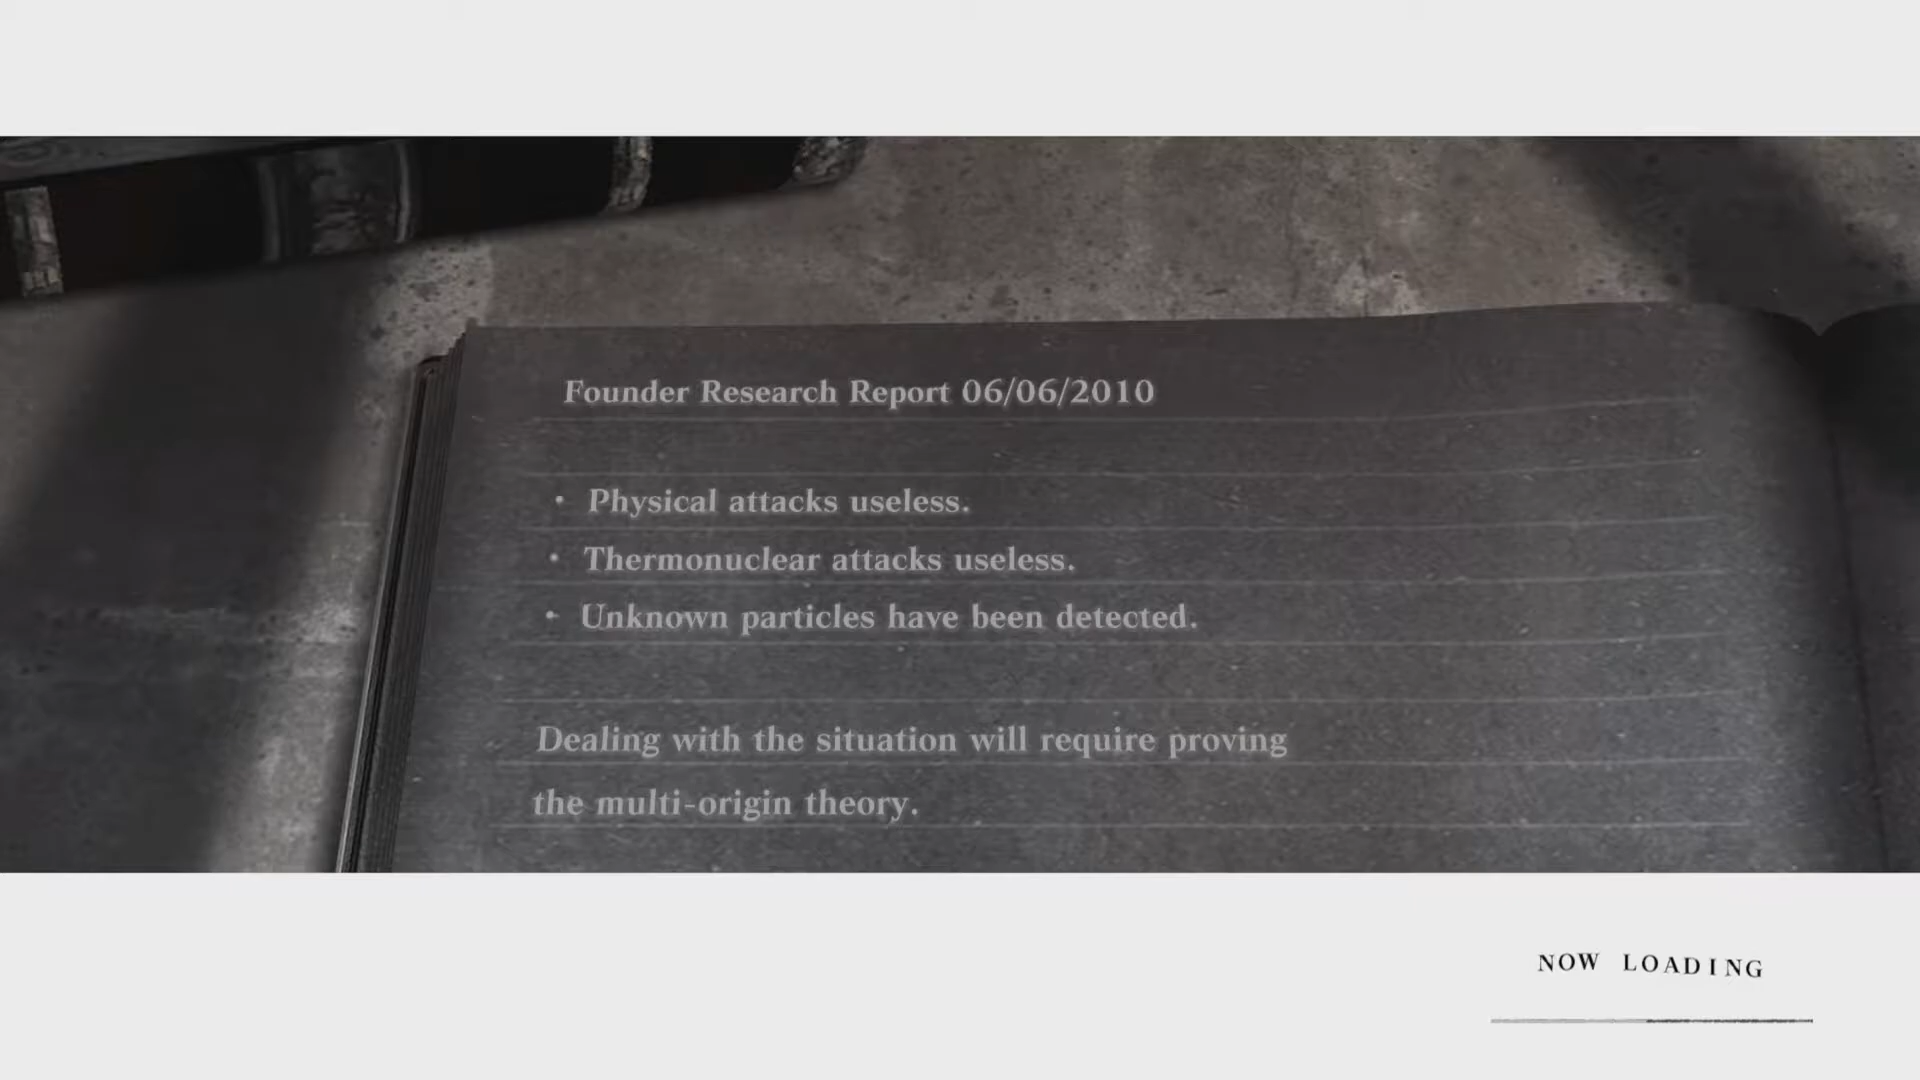 Founder Research Report 06/06/2010
• Physical attacks useless.
• Thermonuclear attacks useless.
• Unknown particles have been detected.
Dealing with the situation will require proving
the multi-origin theory.
NOW LOADING